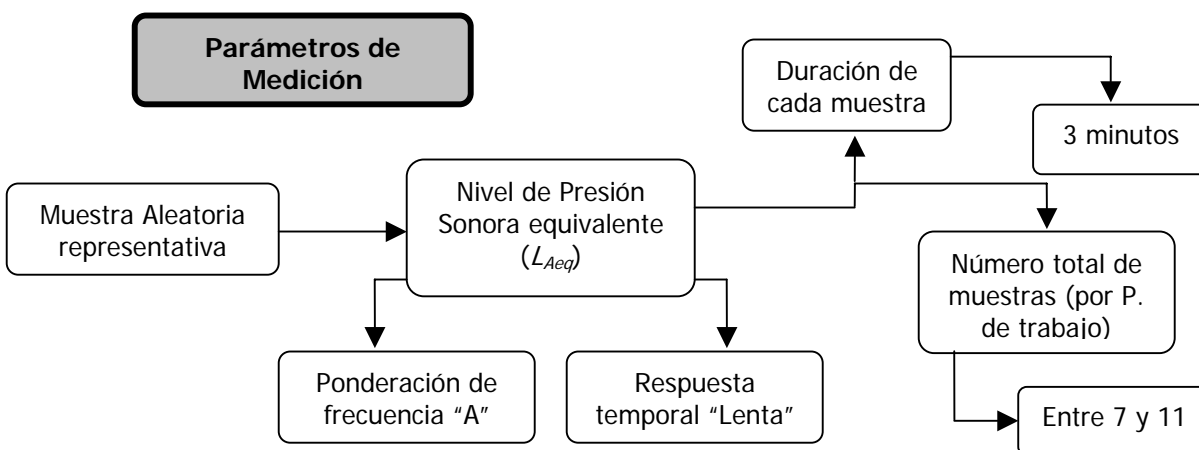 Parámetros de
Medición
Duración de
cada muestra
3 minutos
Muestra Aleatoria
representativa
Nivel de Presión
Sonora equivalente
(L_Aeq)
Número total de
muestras (por P.
de trabajo)
Ponderación de
frecuencia “A”
Respuesta
temporal “Lenta”
Entre 7 y 11